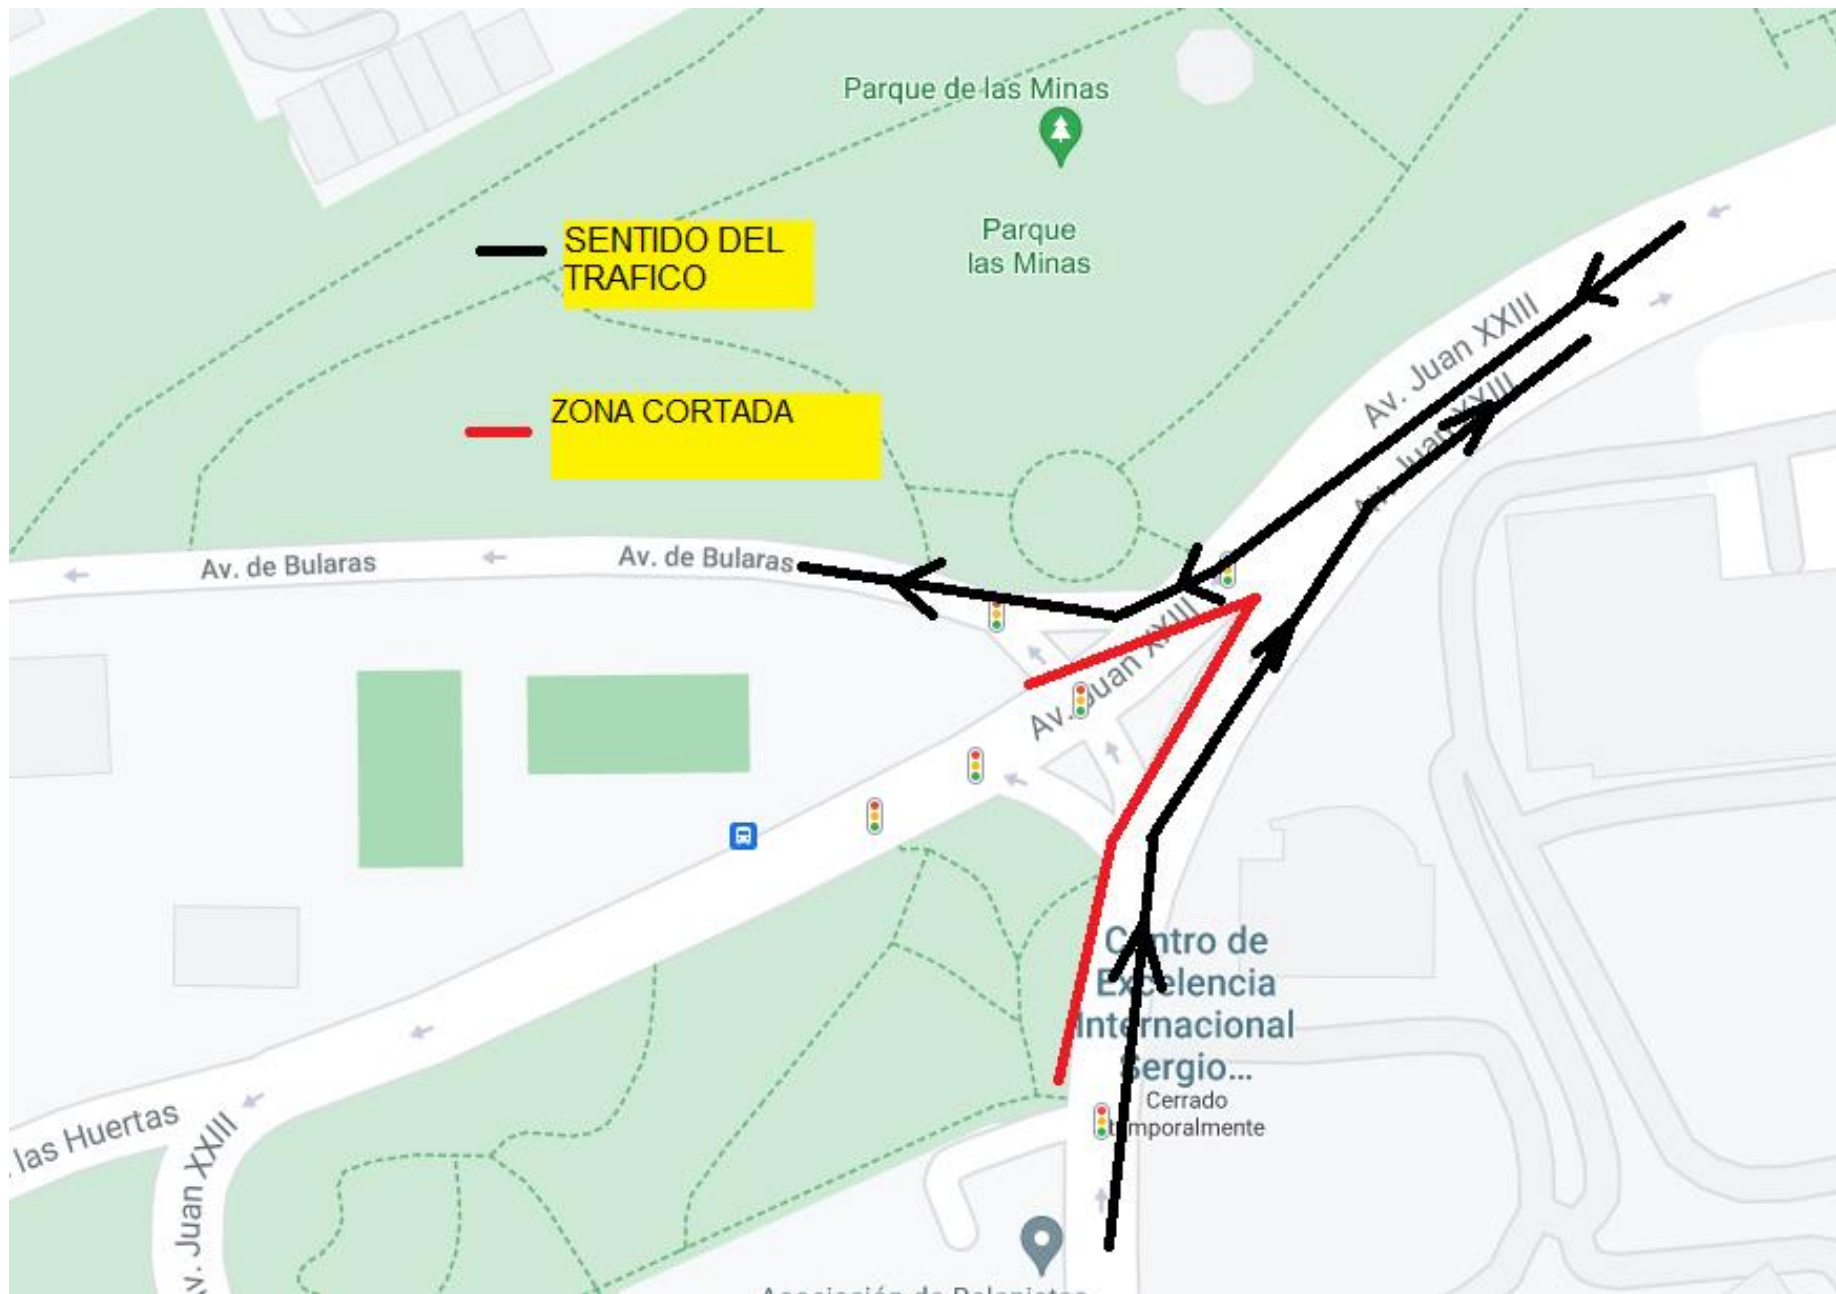 Parque de las Minas
Parque
las Minas
SENTIDO DEL
TRAFICO
ZONA CORTADA
Av. Juan XXIII
Av. Juan XXIII
Av. de Bularas
Av. de Bularas
Av. Juan XXIII
Centro de
Excelencia
Internacional
Sergio...
Cerrado
temporalmente
las Huertas
Av. Juan XXIII